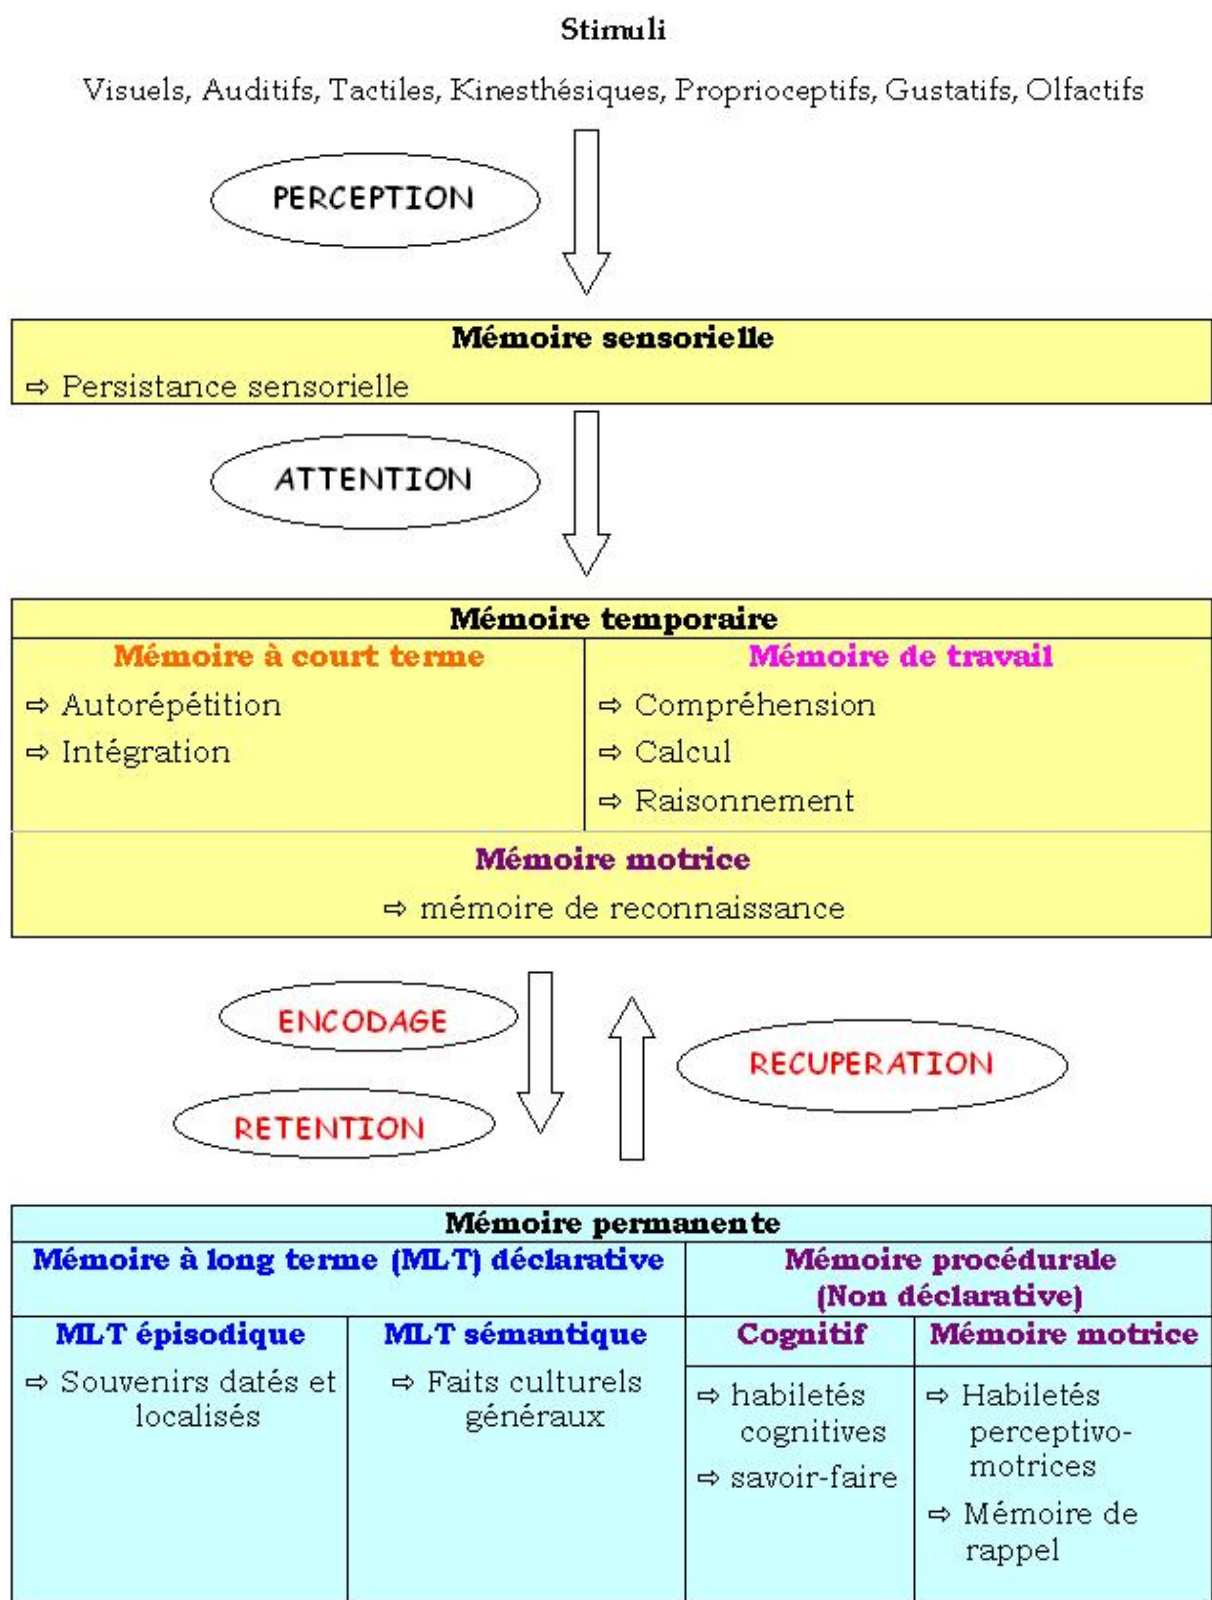 Stimuli
Visuels, Auditifs, Tactiles, Kinesthésiques, Proprioceptifs, Gustatifs, Olfactifs
PERCEPTION
Mémoire sensorielle
⇨ Persistance sensorielle
ATTENTION
Mémoire temporaire
Mémoire à court terme
⇨ Autorépétition
⇨ Intégration
Mémoire de travail
⇨ Compréhension
⇨ Calcul
⇨ Raisonnement
Mémoire motrice
⇨ mémoire de reconnaissance
ENCODAGE
RETENTION
RECUPERATION
Mémoire permanente
Mémoire à long terme (MLT) déclarative
Mémoire procédurale
(Non déclarative)
MLT épisodique
⇨ Souvenirs datés et
localisés
MLT sémantique
⇨ Faits culturels
généraux
Cognitif
⇨ habiletés
cognitives
⇨ savoir-faire
Mémoire motrice
⇨ Habiletés
perceptivo-
motrices
⇨ Mémoire de
rappel